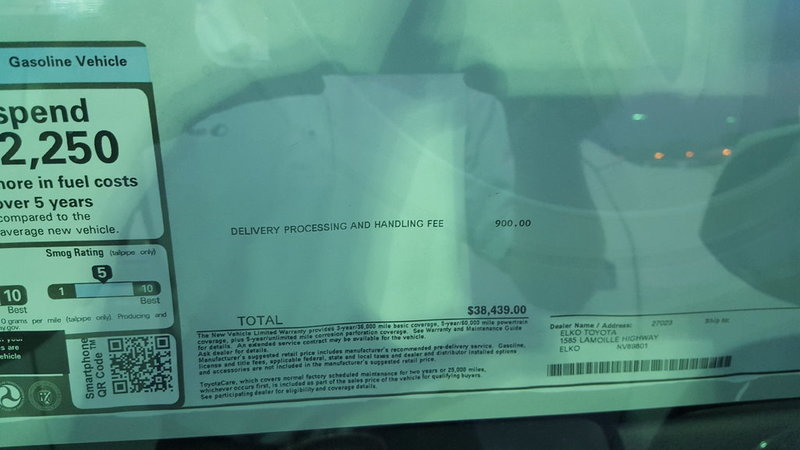 Gasoline Vehicle
spend
2,250
more in fuel costs
over 5 years
compared to the
average new vehicle.
Smog Rating (tailpipe only)
5
10
1
10
Best
Best
0 grams per mile (tailpipe only). Producing and
Smartphone
QR Code™
DELIVERY PROCESSING AND HANDLING FEE 900.00
TOTAL $38,439.00
The New Vehicle Limited Warranty provides 3-year/36,000 mile basic coverage, 5-year/60,000 mile powertrain
coverage, plus 5-year/unlimited mile corrosion perforation coverage. See Warranty and Maintenance Guide
for details. An extended service contract may be available for the vehicle.
Ask dealer for details.
Manufacturer's suggested retail price includes manufacturer's recommended pre-delivery service. Gasoline,
license and title fees, applicable federal, state and local taxes and dealer and distributor installed options
and accessories are not included in the manufacturer's suggested retail price.
ToyotaCare, which covers normal factory scheduled maintenance for two years or 25,000 miles,
whichever occurs first, is included as part of the sales price of the vehicle for qualifying buyers.
See participating dealer for eligibility and coverage details.
Dealer Name / Address: 27023 Ship to:
ELKO TOYOTA
1585 LAMOILLE HIGHWAY
ELKO NV89801